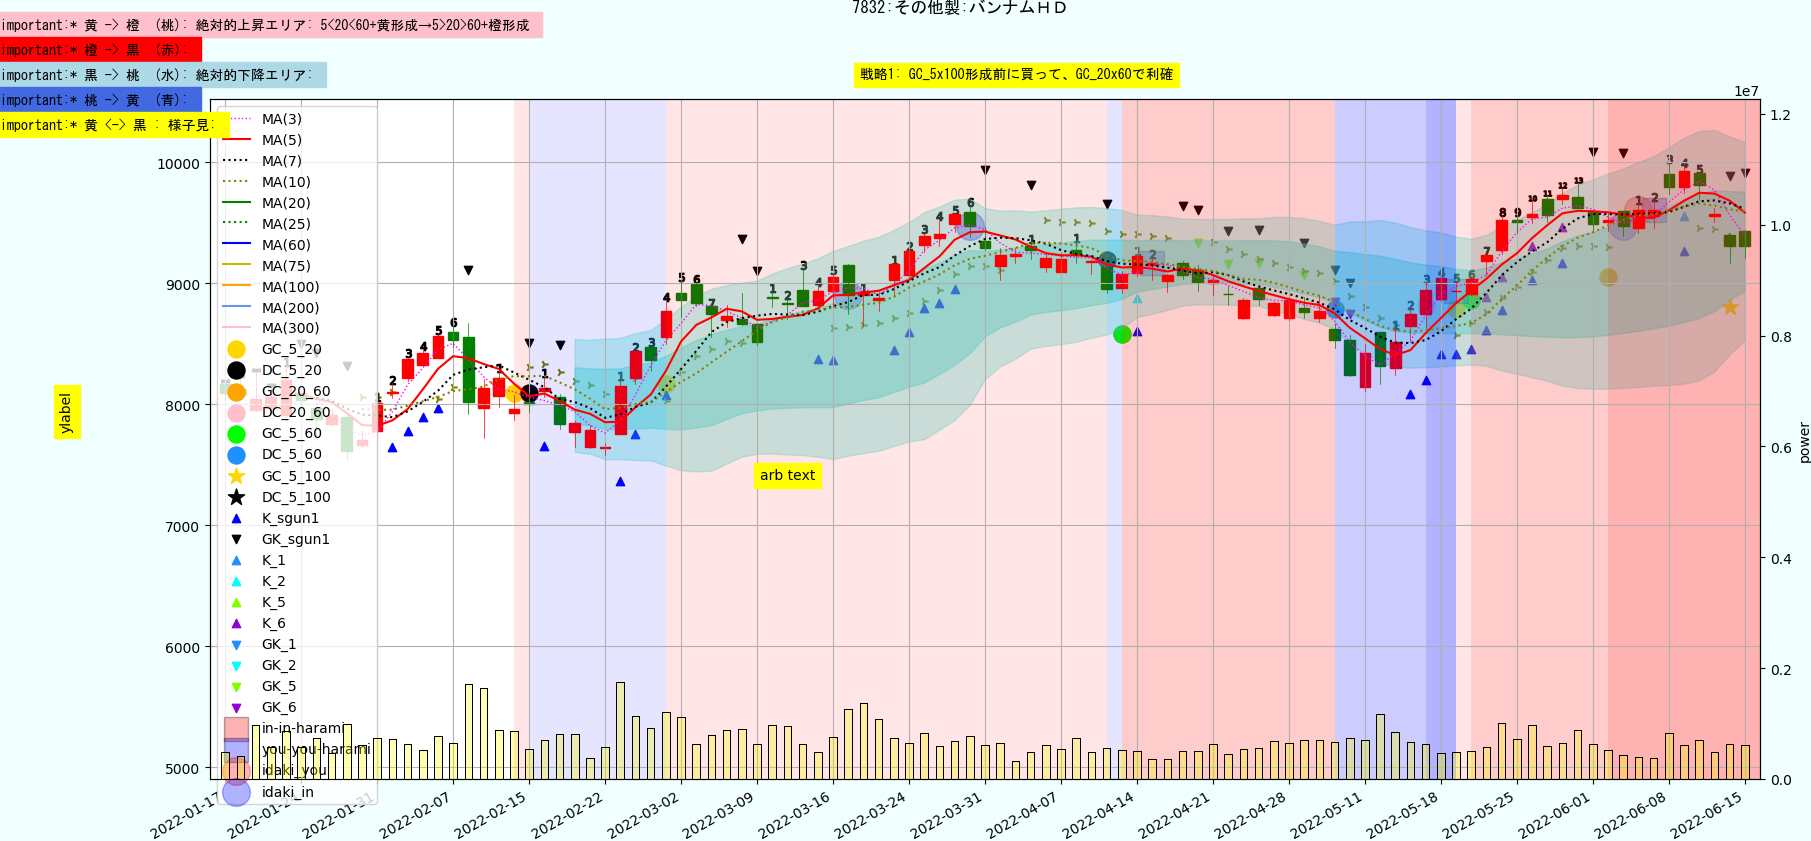 7832:その他製:バンナムHD
important:* 黄 -> 橙 (桃): 絶対的上昇エリア: 5<20<60+黄形成→5>20>60+橙形成
important:* 橙 -> 黒 (赤):
important:* 黒 -> 桃 (水): 絶対的下降エリア:
戦略1: GC_5x100形成前に買って、GC_20x60で利確
important:* 桃 -> 黄 (青):
important:* 黄 <-> 黒 : 様子見:
1e7
MA(3)
MA(5)
MA(7)
MA(10)
MA(20)
MA(25)
MA(60)
MA(75)
MA(100)
MA(200)
MA(300)
GC_5_20
DC_5_20
GC_20_60
DC_20_60
GC_5_60
DC_5_60
GC_5_100
DC_5_100
K_sgun1
GK_sgun1
K_1
K_2
K_5
K_6
GK_1
GK_2
GK_5
GK_6
in-in-harami
you-you-harami
idaki_you
idaki_in
10000
9000
8000
7000
6000
5000
ylabel
arb text
1.2
1.0
0.8
0.6
0.4
0.2
0.0
power
2022-01-17
2022-01-31
2022-02-07
2022-02-15
2022-02-22
2022-03-02
2022-03-09
2022-03-16
2022-03-24
2022-03-31
2022-04-07
2022-04-14
2022-04-21
2022-04-28
2022-05-11
2022-05-18
2022-05-25
2022-06-01
2022-06-08
2022-06-15